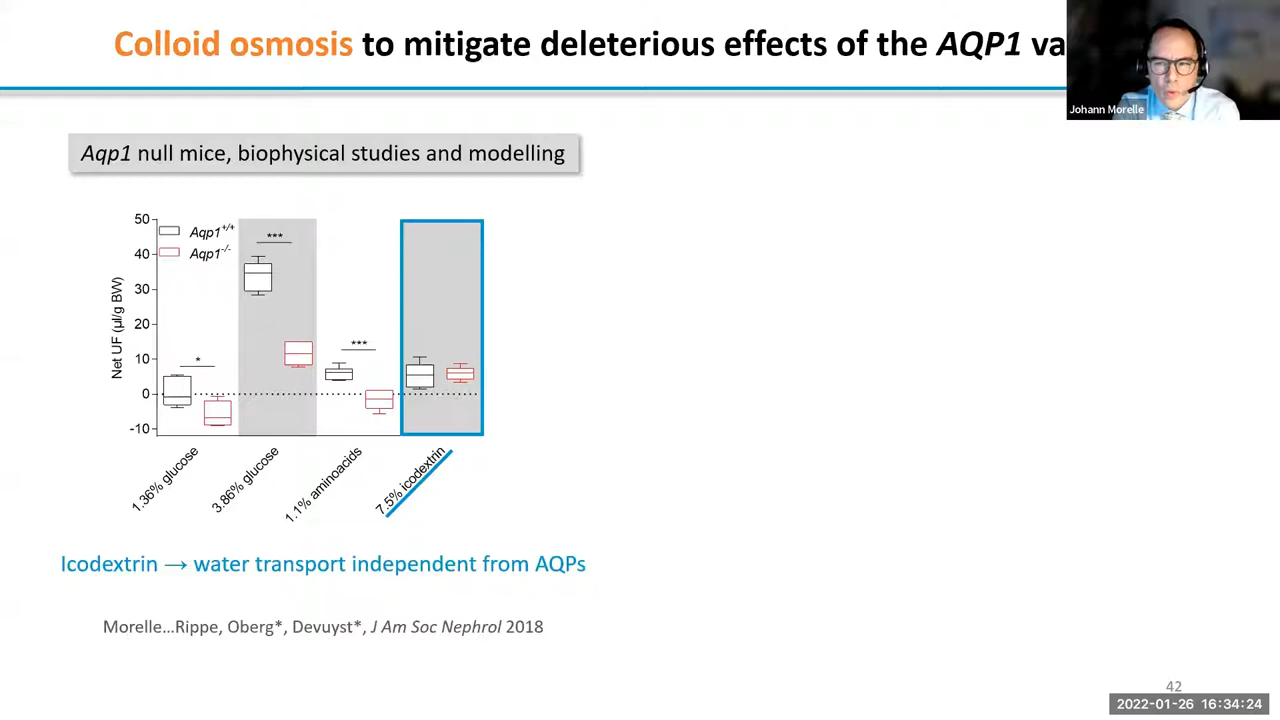 Colloid osmosis to mitigate deleterious effects of the AQP1 va
Johann Morelle
Aqp1 null mice, biophysical studies and modelling
Net UF (µl/g BW)
50
40
30
20
10
0
-10
Aqp1+/+
Aqp1-/-
*
***
***
1.36% glucose
3.86% glucose
1.1% aminoacids
7.5% icodextrin
Icodextrin → water transport independent from AQPs
Morelle...Rippe, Oberg*, Devuyst*, J Am Soc Nephrol 2018
42
2022-01-26 16:34:24